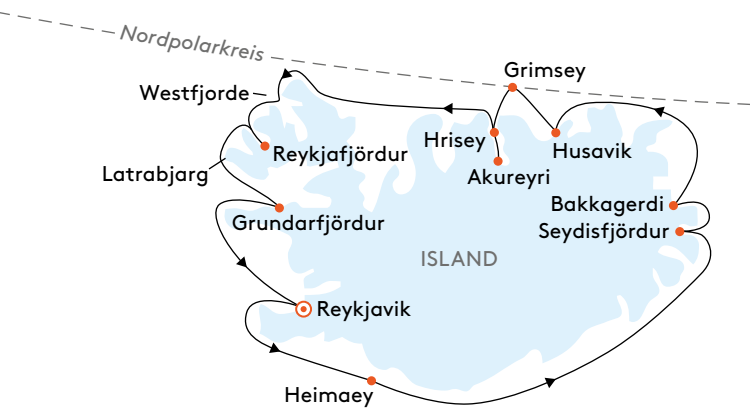 Nordpolarkreis
Grimsey
Westfjorde
Hrisey
Husavik
Reykjafjördur
Latrabjarg
Akureyri
Bakkagerdi
Grundarfjördur
Seydisfjördur
ISLAND
Reykjavik
Heimaey